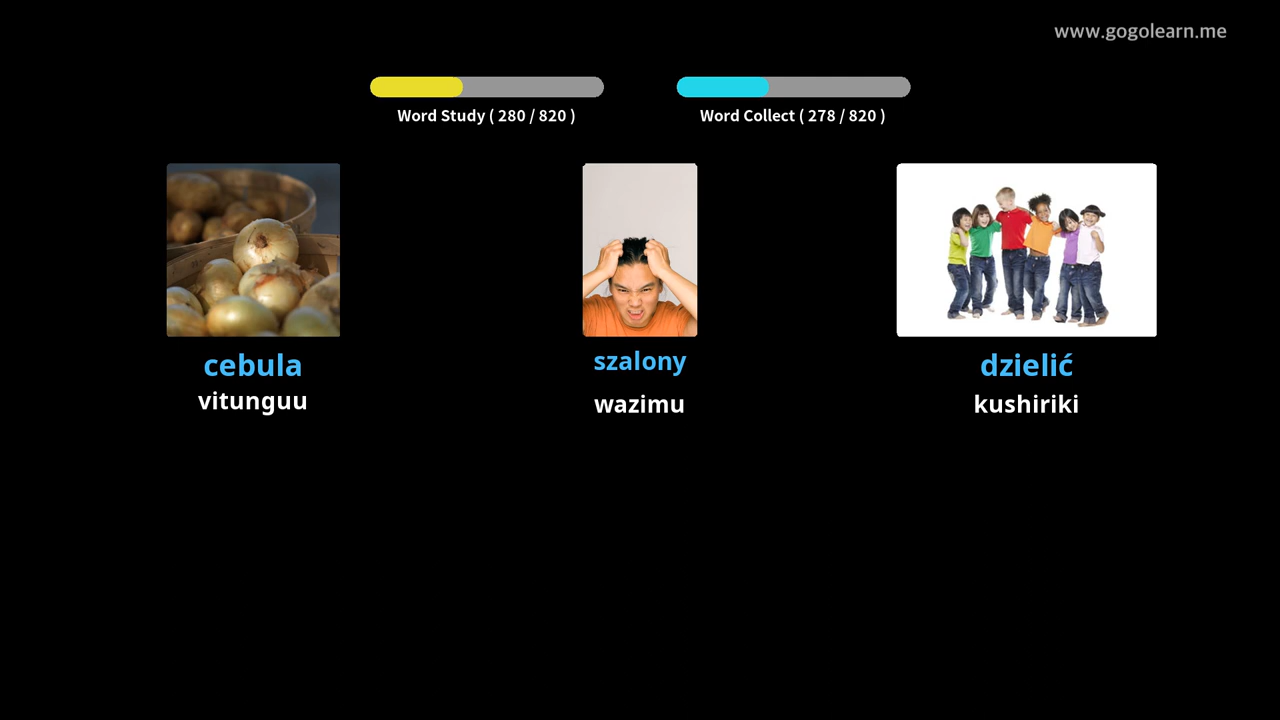 www.gogolearn.me
Word Study ( 280 / 820 )
Word Collect ( 278 / 820 )
cebula
vitunguu
szalony
wazimu
dzielić
kushiriki